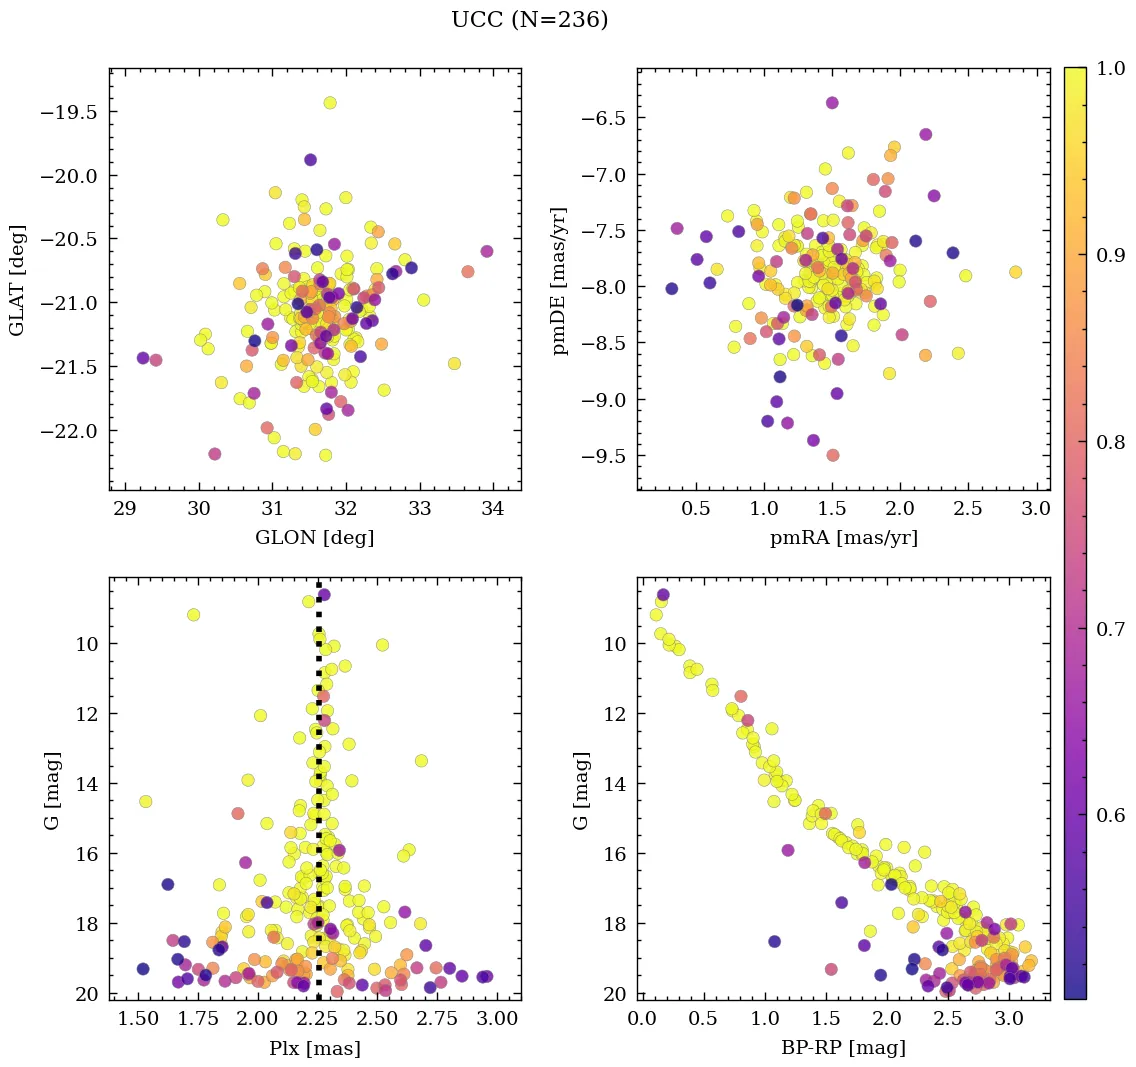 UCC (N=236)
−19.5
−20.0
−20.5
−21.0
−21.5
−22.0
GLAT [deg]
29 30 31 32 33 34
GLON [deg]
−6.5
−7.0
−7.5
−8.0
−8.5
−9.0
−9.5
pmDE [mas/yr]
0.5 1.0 1.5 2.0 2.5 3.0
pmRA [mas/yr]
1.0
0.9
0.8
0.7
0.6
10
12
14
16
18
20
G [mag]
1.50 1.75 2.00 2.25 2.50 2.75 3.00
Plx [mas]
10
12
14
16
18
20
G [mag]
0.0 0.5 1.0 1.5 2.0 2.5 3.0
BP-RP [mag]